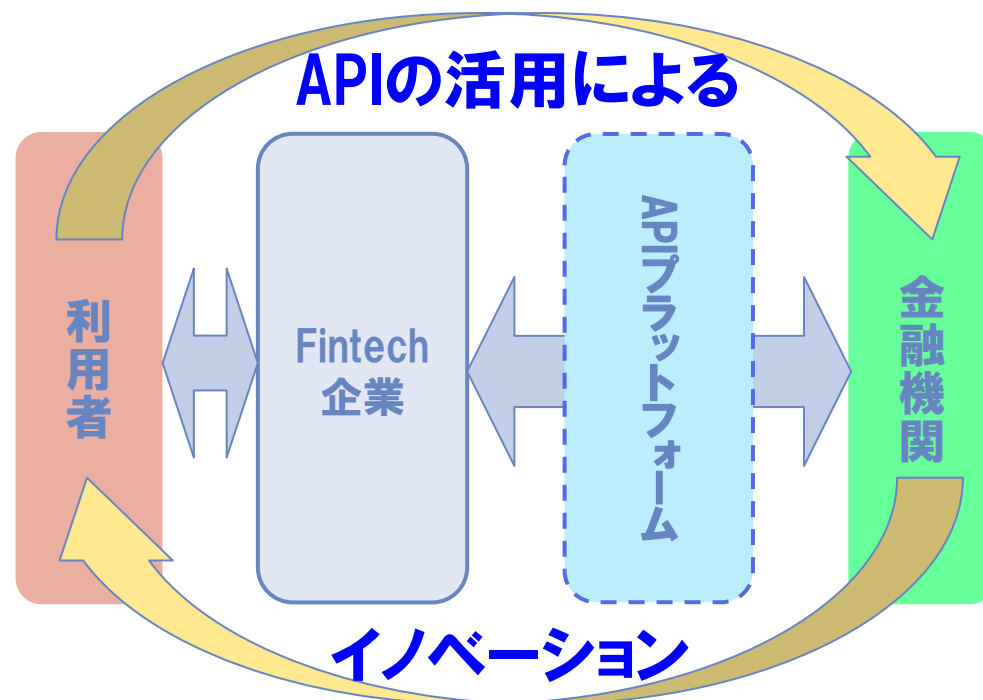 APIの活用による
利用者
Fintech
企業
APIプラットフォーム
金融機関
イノベーション